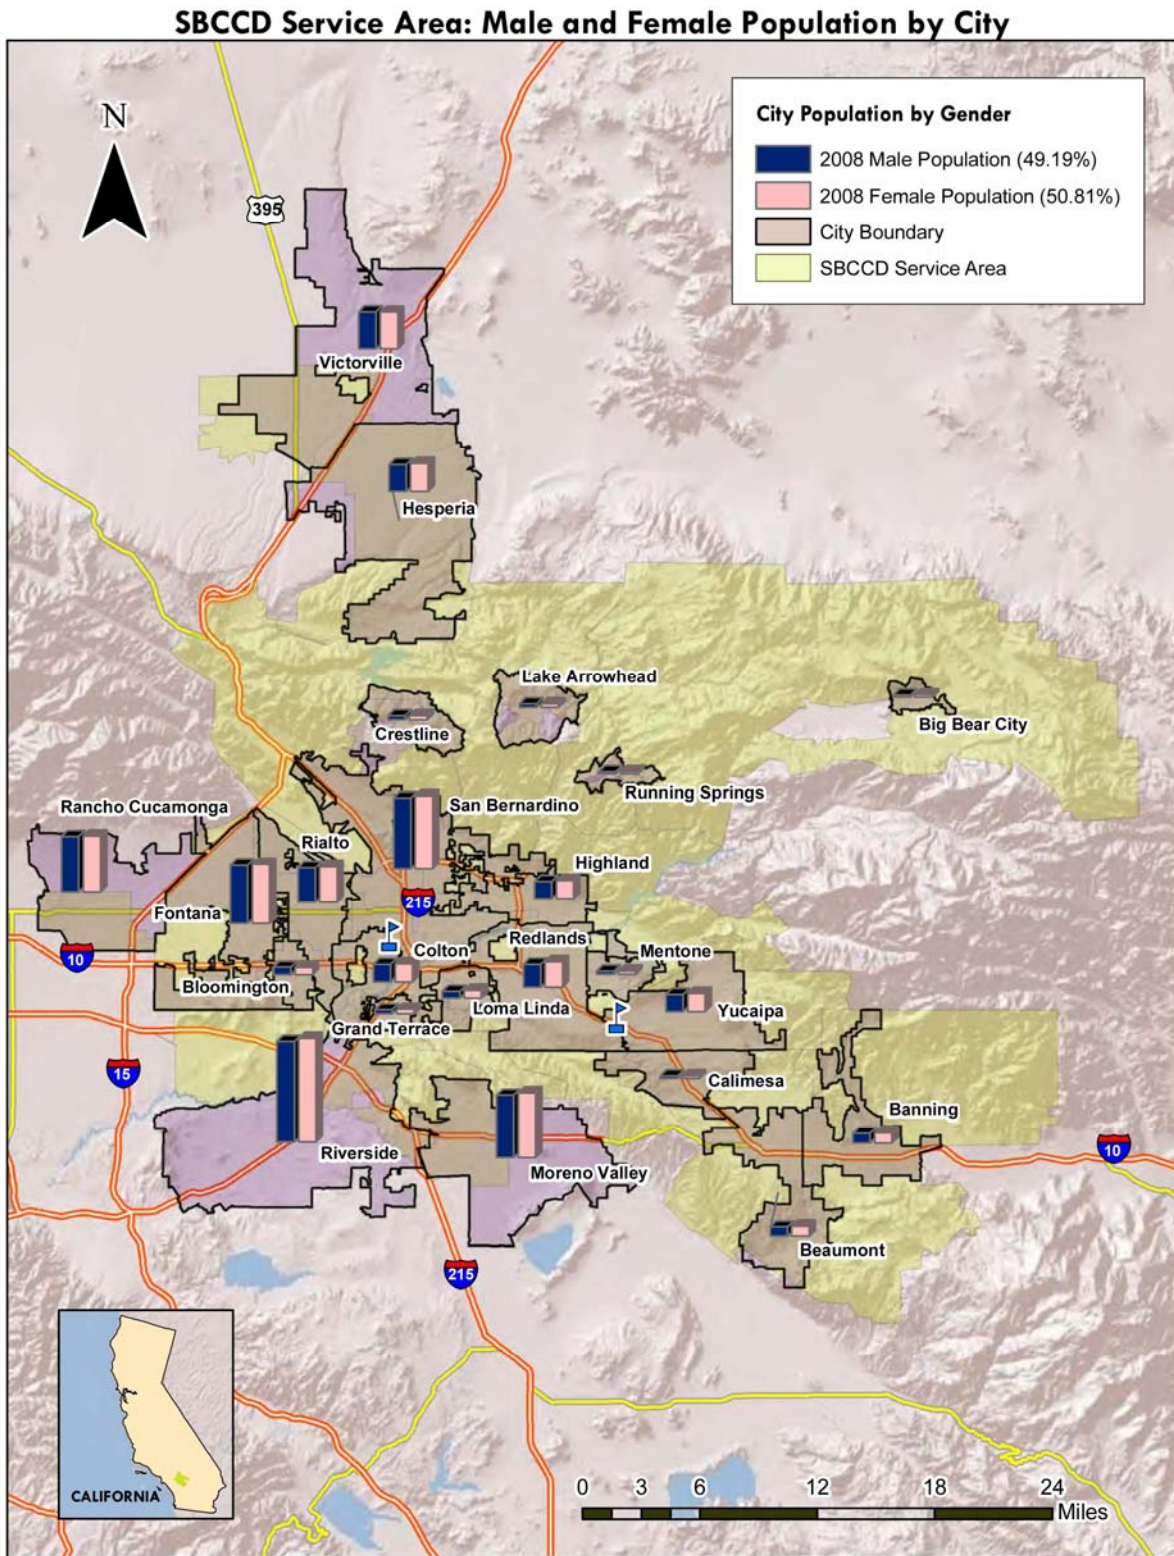 SBCCD Service Area: Male and Female Population by City
N
City Population by Gender
2008 Male Population (49.19%)
2008 Female Population (50.81%)
City Boundary
SBCCD Service Area
395
Victorville
Hesperia
Lake Arrowhead
Crestline
Big Bear City
Running Springs
Rancho Cucamonga
San Bernardino
Rialto
Highland
215
Fontana
Redlands
Colton
Mentone
10
Bloomington
Loma Linda
Yucaipa
Grand Terrace
15
Calimesa
Banning
Riverside
10
Moreno Valley
Beaumont
215
CALIFORNIA
0 3 6 12 18 24
Miles